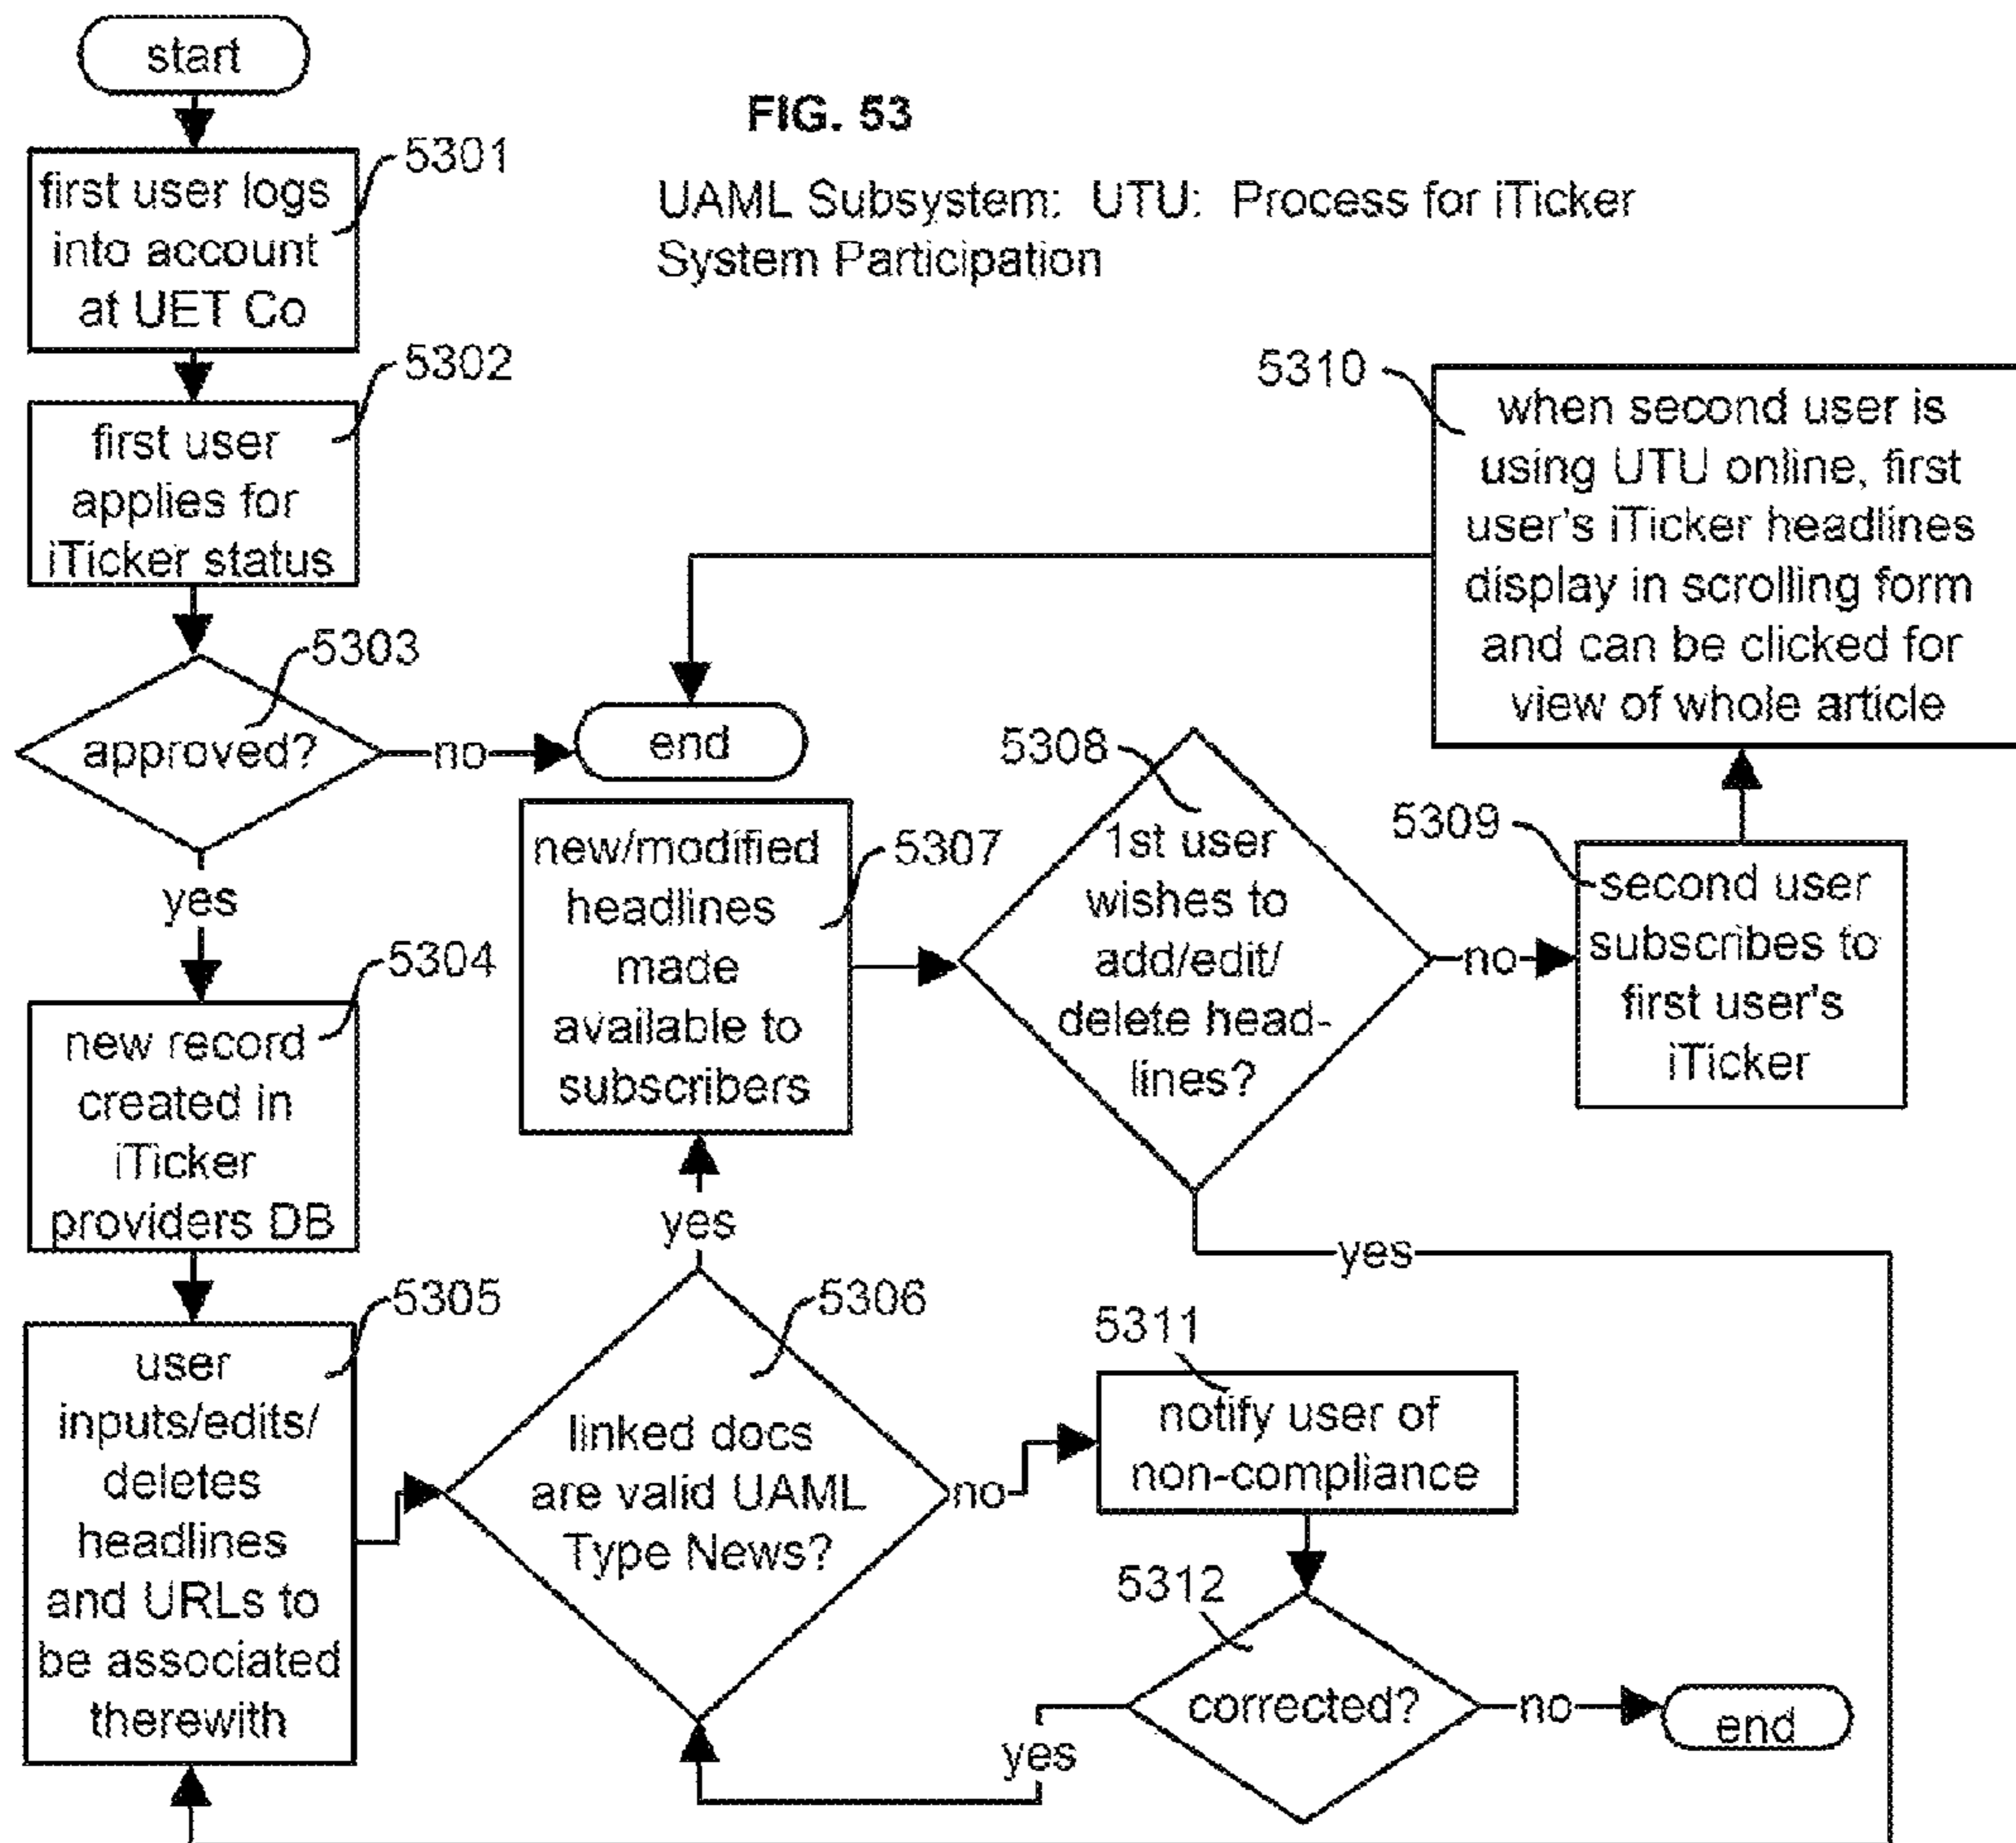 start
FIG. 53
UAML Subsystem: UTU: Process for iTicker
System Participation
5301
first user logs
into account
at UET Co
5302
first user
applies for
iTicker status
5303
approved?
no
end
yes
5304
new record
created in
iTicker
providers DB
5305
user
inputs/edits/
deletes
headlines
and URLs to
be associated
therewith
5306
linked docs
are valid UAML
Type News?
yes
no
5307
new/modified
headlines
made
available to
subscribers
5308
1st user
wishes to
add/edit/
delete head-
lines?
no
yes
5309
second user
subscribes to
first user's
iTicker
5310
when second user is
using UTU online, first
user's iTicker headlines
display in scrolling form
and can be clicked for
view of whole article
5311
notify user of
non-compliance
5312
corrected?
yes
no
end